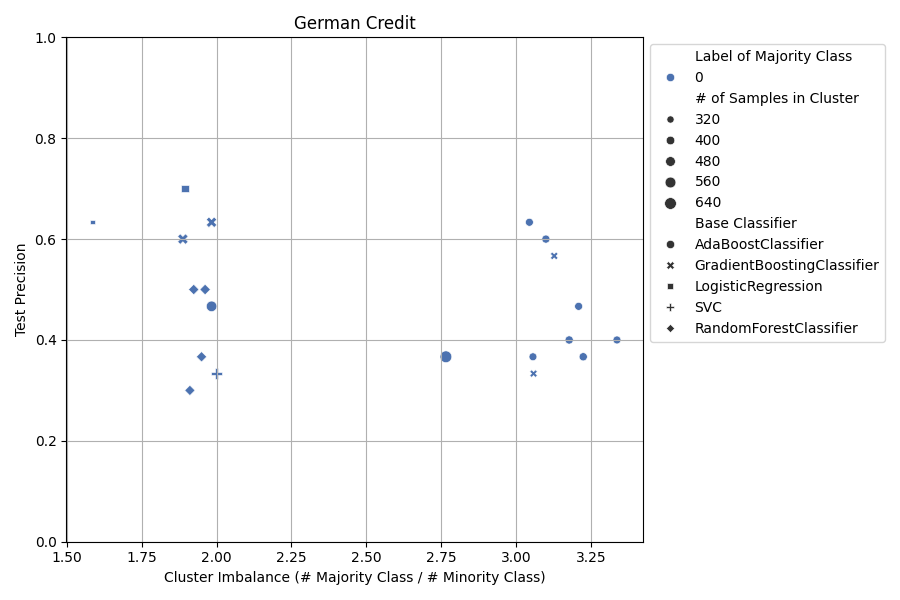 German Credit
1.0
0.8
0.6
0.4
0.2
0.0
Test Precision
1.50 1.75 2.00 2.25 2.50 2.75 3.00 3.25
Cluster Imbalance (# Majority Class / # Minority Class)
Label of Majority Class
0
# of Samples in Cluster
320
400
480
560
640
Base Classifier
AdaBoostClassifier
GradientBoostingClassifier
LogisticRegression
SVC
RandomForestClassifier